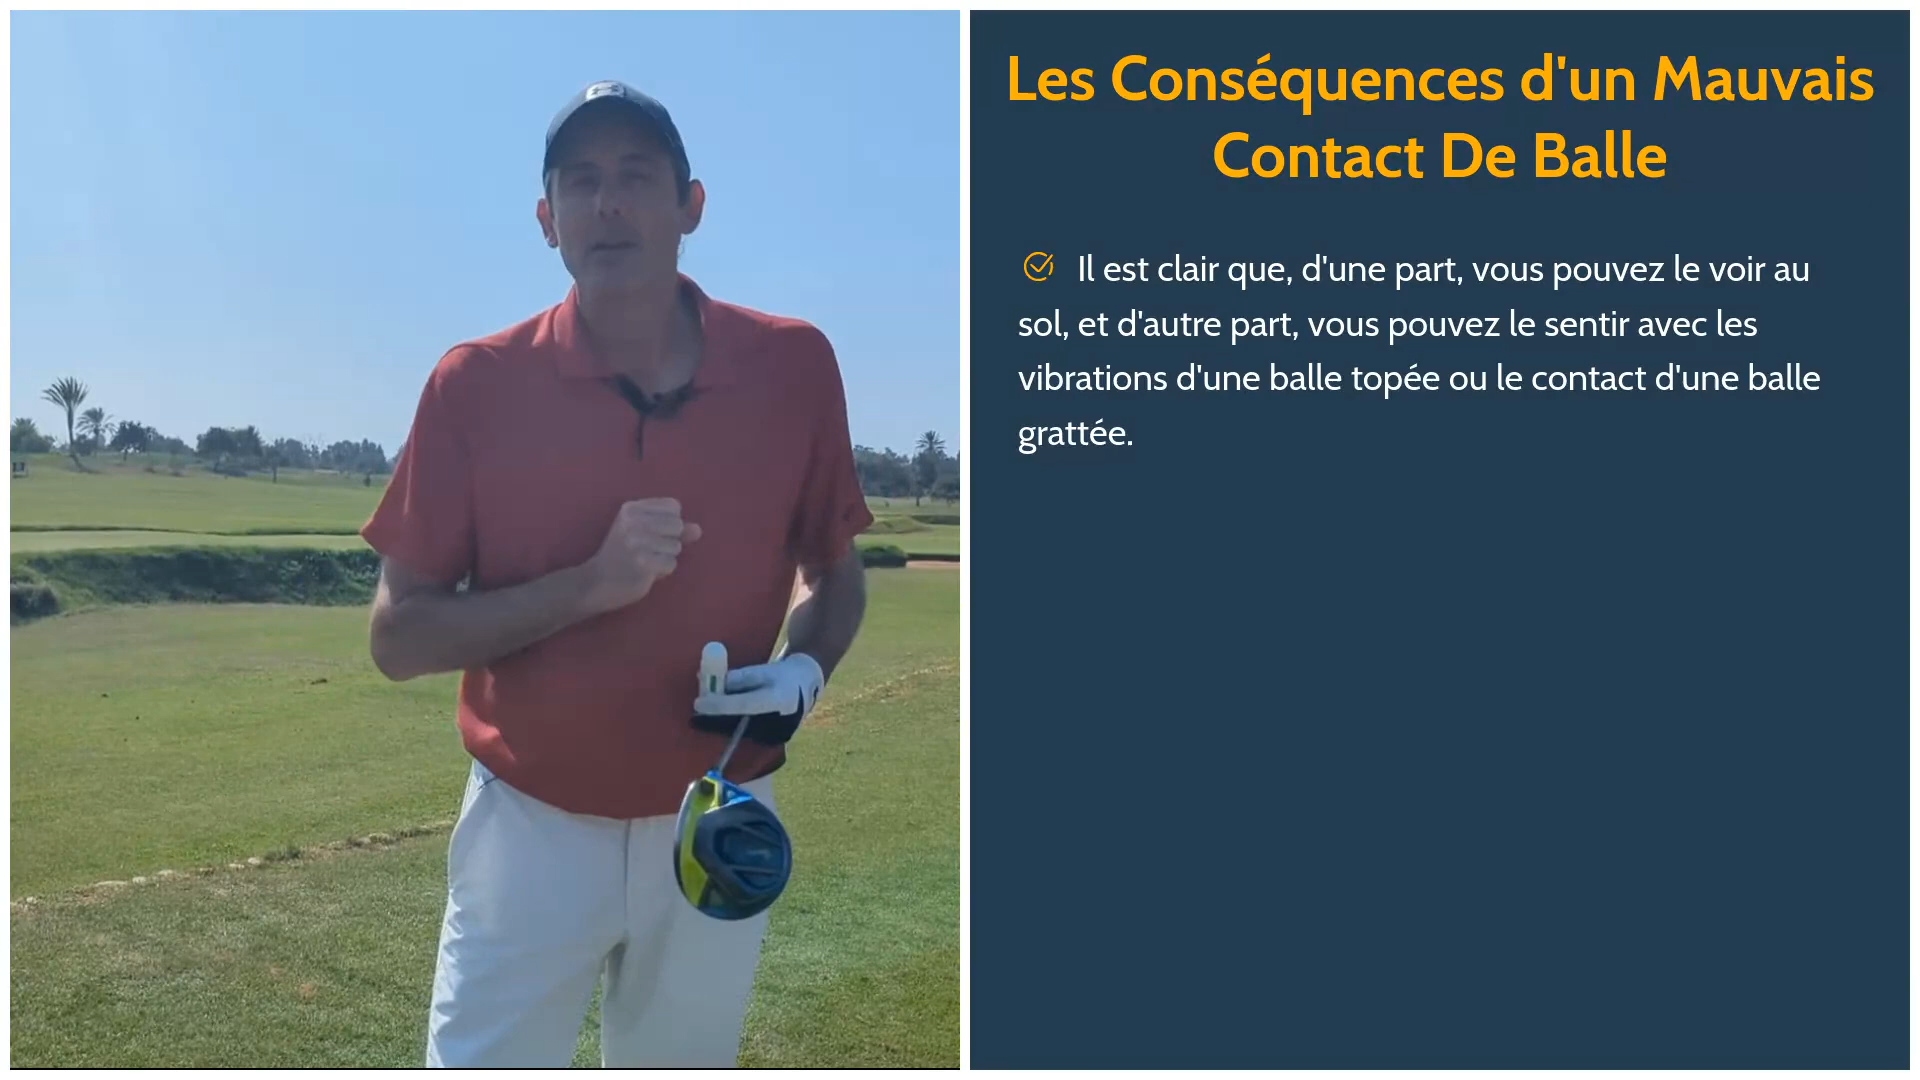 Les Conséquences d'un Mauvais
Contact De Balle
Il est clair que, d'une part, vous pouvez le voir au
sol, et d'autre part, vous pouvez le sentir avec les
vibrations d'une balle topée ou le contact d'une balle
grattée.